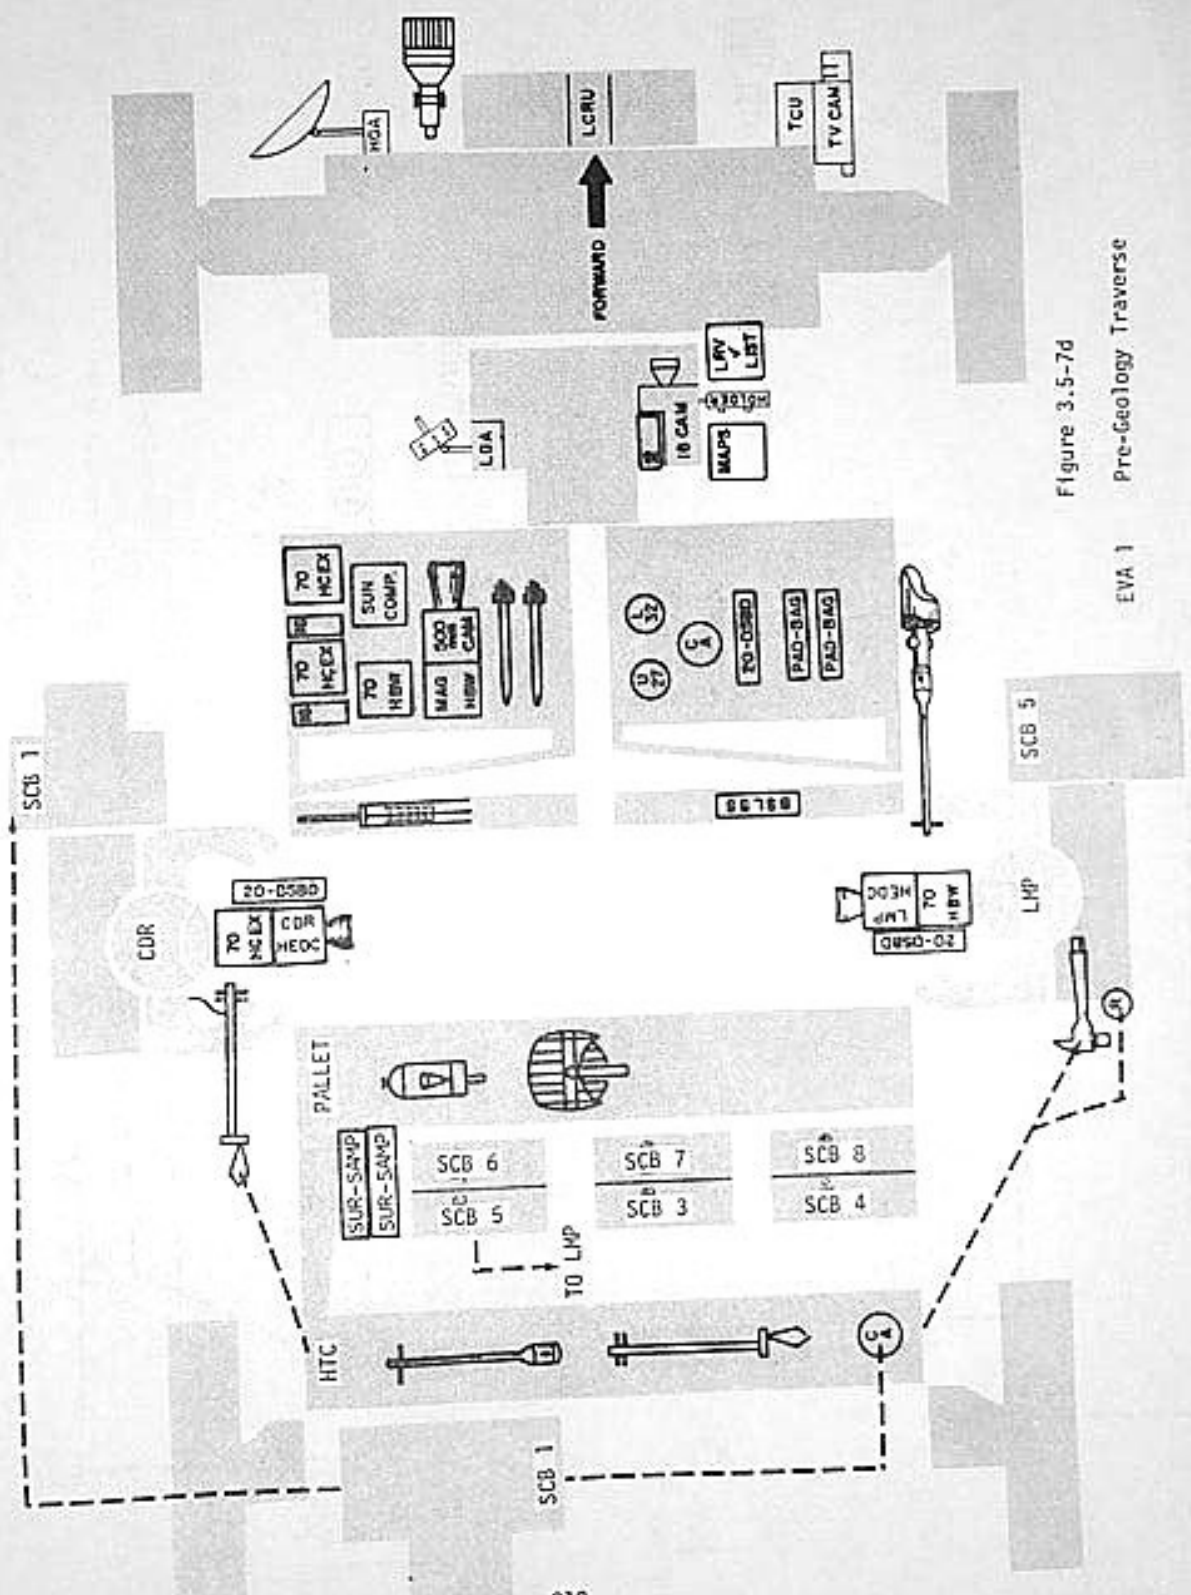 HGA
LCRU
TCU
TV CAM
FORWARD
LGA
16 CAM
LRV
√
LIST
HOLDER
MAPS
70
HCEX
70
HCEX
SUN
COMP.
70
HBW
500
mm
CAM
MAG
HBW
L
32
U
27
C
A
20-DSBD
PAD-BAG
PAD-BAG
BSLSS
SCB 1
SCB 5
CDR
20-DSBD
70
HCEX
CDR
HEDC
LMP
HEDC
LMP
70
HBW
20-DSBD
PALLET
SUR-SAMP
SUR-SAMP
SCB 6
SCB 5
SCB 7
SCB 3
SCB 8
SCB 4
TO LMP
HTC
C
A
SCB 1
Figure 3.5-7d
EVA 1 Pre-Geology Traverse